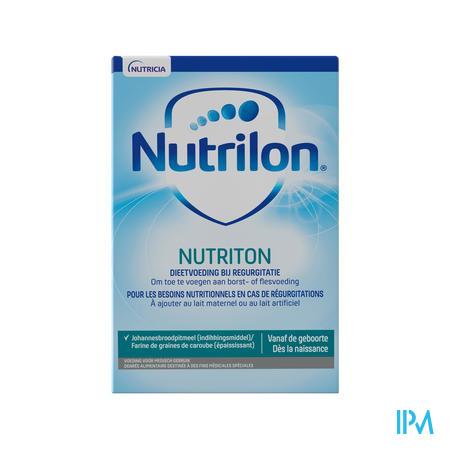 NUTRICIA
Nutrilon®
NUTRITON
DIEETVOEDING BIJ REGURGITATIE
Om toe te voegen aan borst- of flesvoeding
POUR LES BESOINS NUTRITIONNELS EN CAS DE RÉGURGITATIONS
À ajouter au lait maternel ou au lait artificiel
✓ Johannesbroodpitmeel (indikkingsmiddel)/
Farine de graines de caroube (épaississant)
Vanaf de geboorte
Dès la naissance
VOEDING VOOR MEDISCH GEBRUIK
DENRÉE ALIMENTAIRE DESTINÉE À DES FINS MÉDICALES SPÉCIALES
IPM